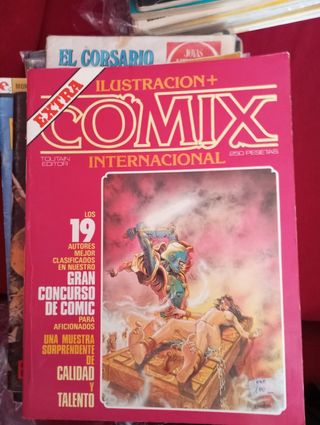 EL CORSARIO
JOYAS
EXTRA
ILUSTRACION +
COMIX
INTERNACIONAL
TOUTAIN
EDITOR
250 PESETAS
LOS
19
AUTORES
MEJOR
CLASIFICADOS
EN NUESTRO
GRAN
CONCURSO
DE COMIC
PARA
AFICIONADOS
UNA MUESTRA
SORPRENDENTE
DE
CALIDAD
Y
TALENTO